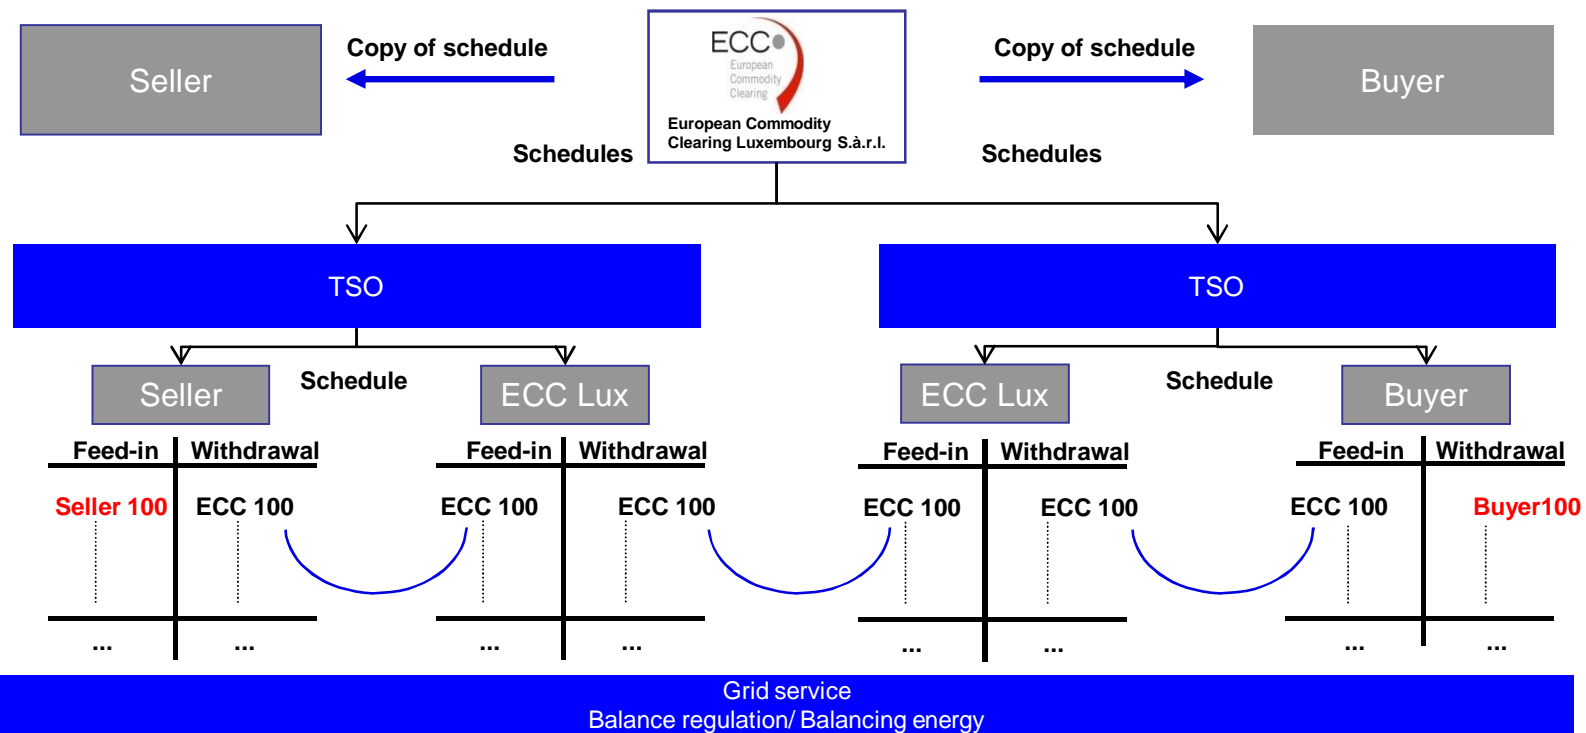 Seller
Copy of schedule
ECC
European
Commodity
Clearing
European Commodity
Clearing Luxembourg S.à.r.l.
Copy of schedule
Buyer
Schedules
Schedules
TSO
TSO
Seller
Schedule
ECC Lux
ECC Lux
Schedule
Buyer
Feed-in Withdrawal
Feed-in Withdrawal
Feed-in Withdrawal
Feed-in Withdrawal
Seller 100 ECC 100
ECC 100 ECC 100
ECC 100 ECC 100
ECC 100 Buyer100
... ...
... ...
... ...
... ...
Grid service
Balance regulation/ Balancing energy